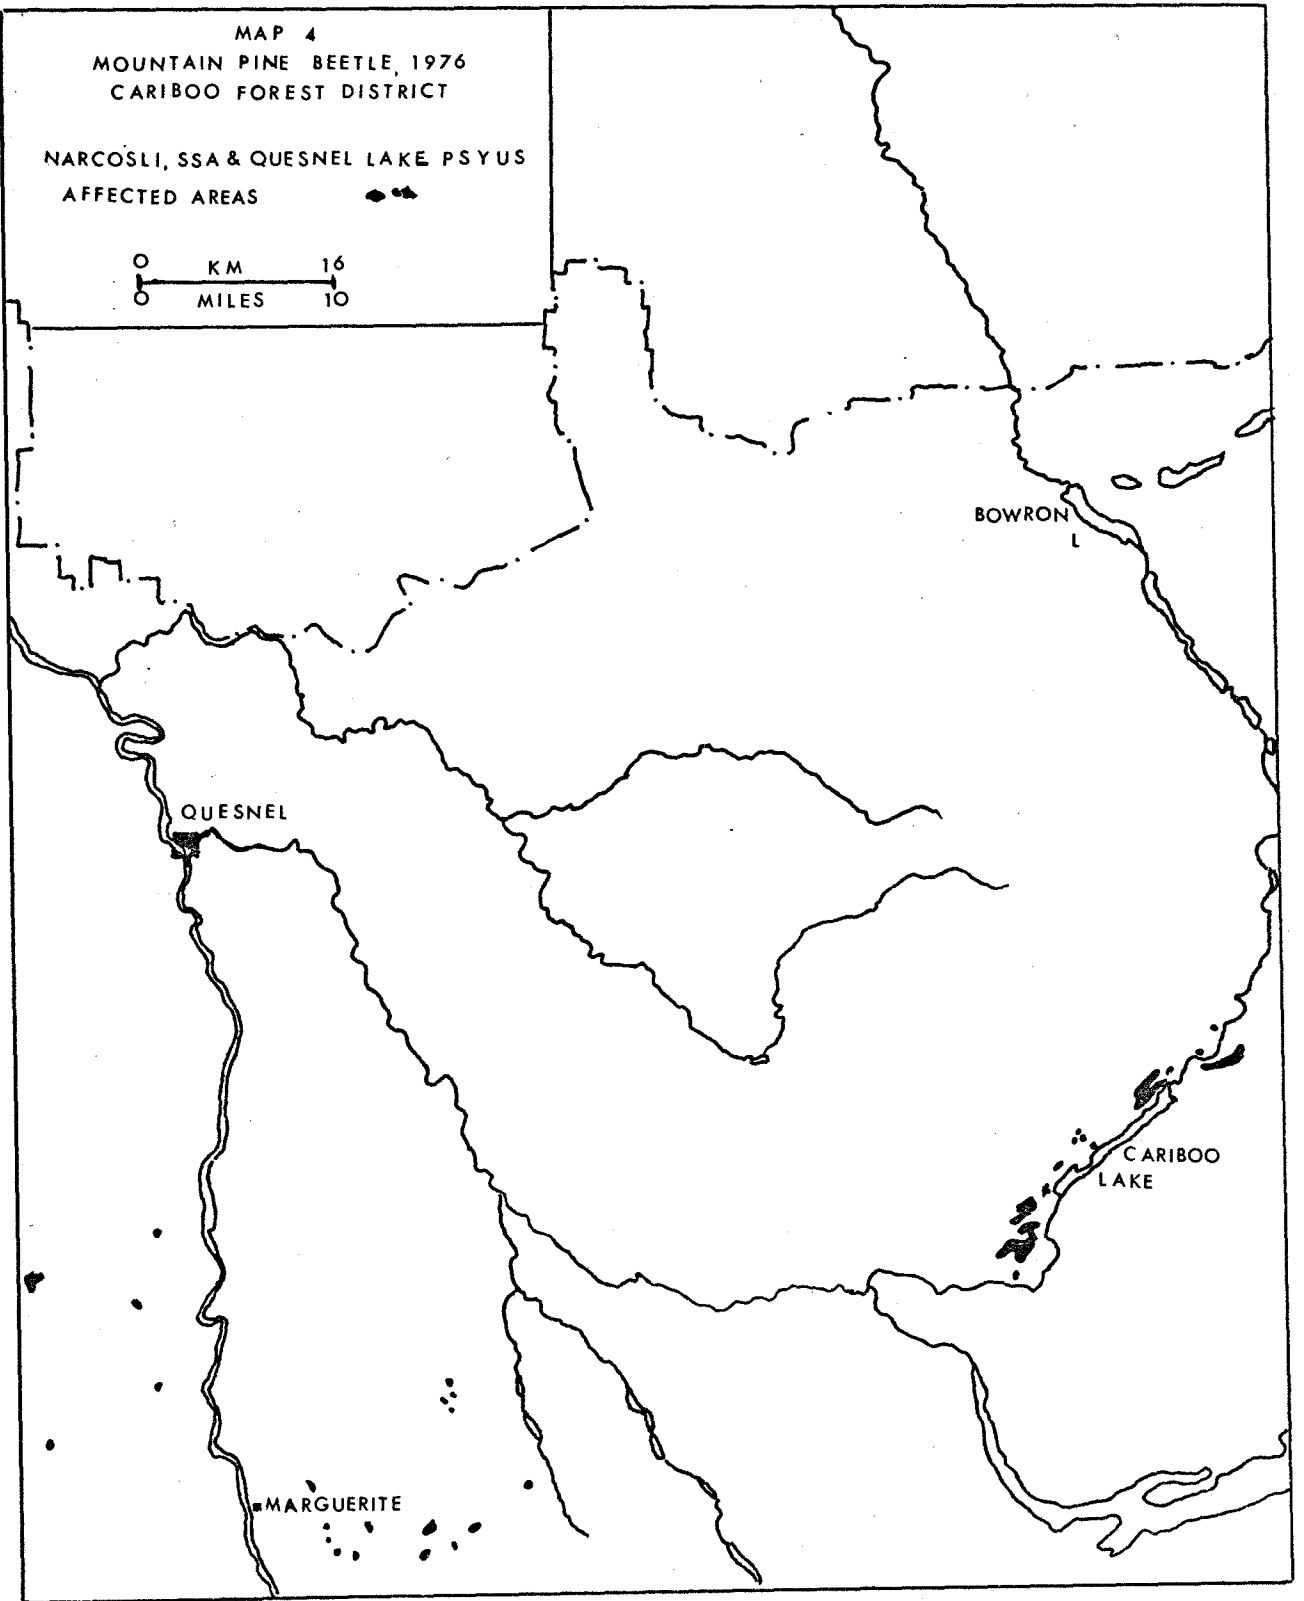 MAP 4
MOUNTAIN PINE BEETLE, 1976
CARIBOO FOREST DISTRICT
NARCOSLI, SSA & QUESNEL LAKE PSYUS
AFFECTED AREAS
0 KM 16
0 MILES 10
BOWRON
L
QUESNEL
CARIBOO
LAKE
MARGUERITE